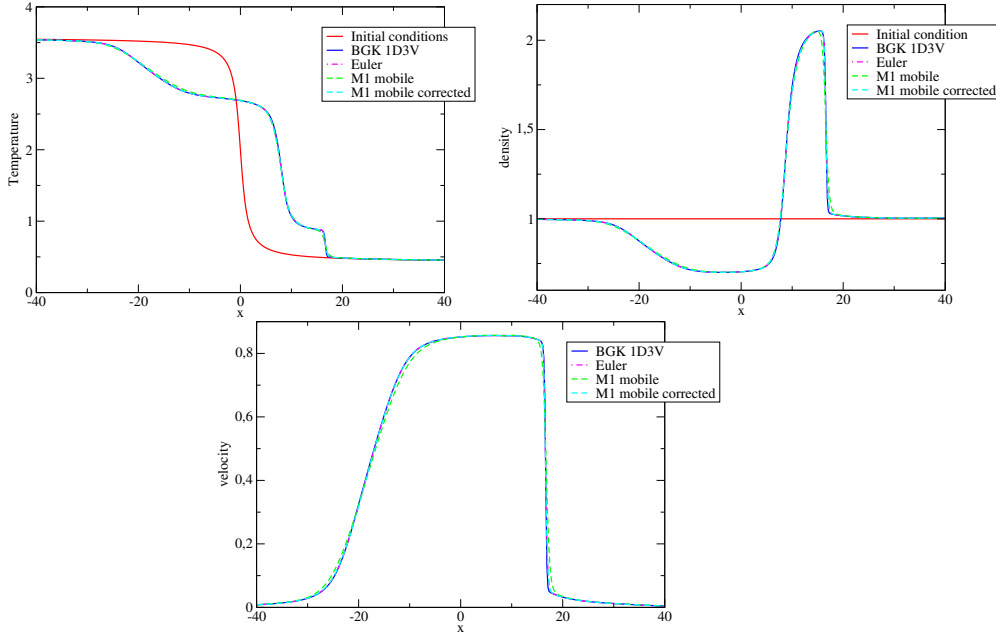 4
3
2
1
0
-40
-20
0
20
40
x
Temperature
Initial conditions
BGK 1D3V
Euler
M1 mobile
M1 mobile corrected
2
1,5
1
-40
-20
0
20
40
x
density
Initial condition
BGK 1D3V
Euler
M1 mobile
M1 mobile corrected
0,8
0,6
0,4
0,2
0
-40
-20
0
20
40
x
velocity
BGK 1D3V
Euler
M1 mobile
M1 mobile corrected